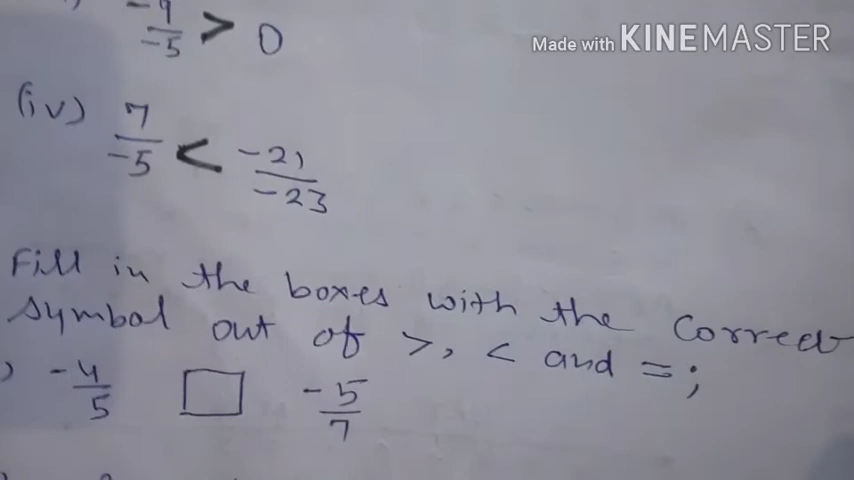 -9/-5 > 0
Made with KINEMASTER
(iv) 7/-5 < -21/-23
Fill in the boxes with the Correct
symbol out of >, < and = ;
) -4/5 □ -5/7